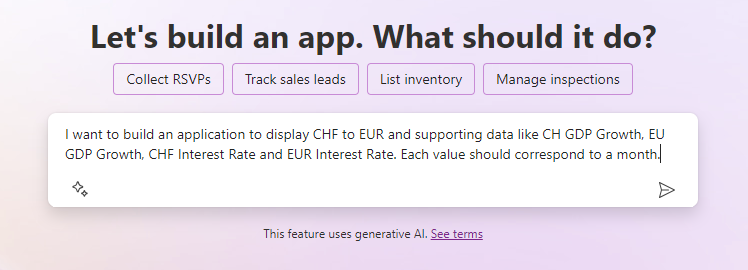 Let's build an app. What should it do?
Collect RSVPs Track sales leads List inventory Manage inspections
I want to build an application to display CHF to EUR and supporting data like CH GDP Growth, EU
GDP Growth, CHF Interest Rate and EUR Interest Rate. Each value should correspond to a month.
This feature uses generative AI. See terms